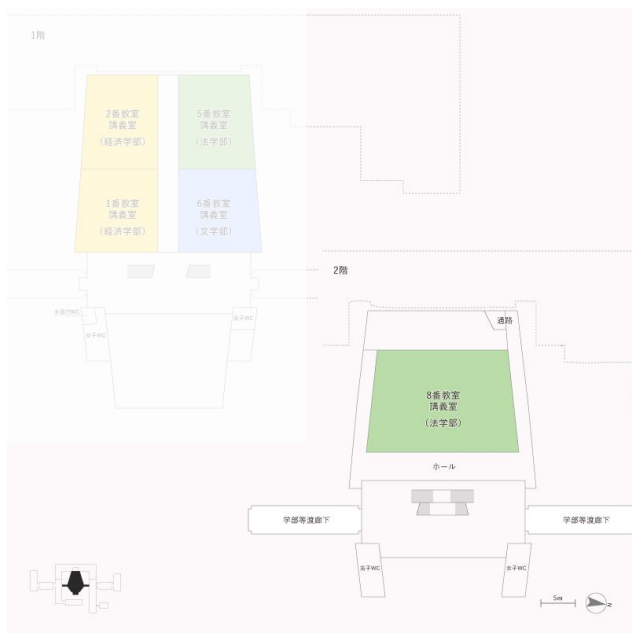 1階
2番教室
講義室
(経済学部)
5番教室
講義室
(法学部)
1番教室
講義室
(経済学部)
6番教室
講義室
(文学部)
女子WC
2階
通路
8番教室
講義室
(法学部)
ホール
学部等渡廊下
学部等渡廊下
女子WC
5m
N